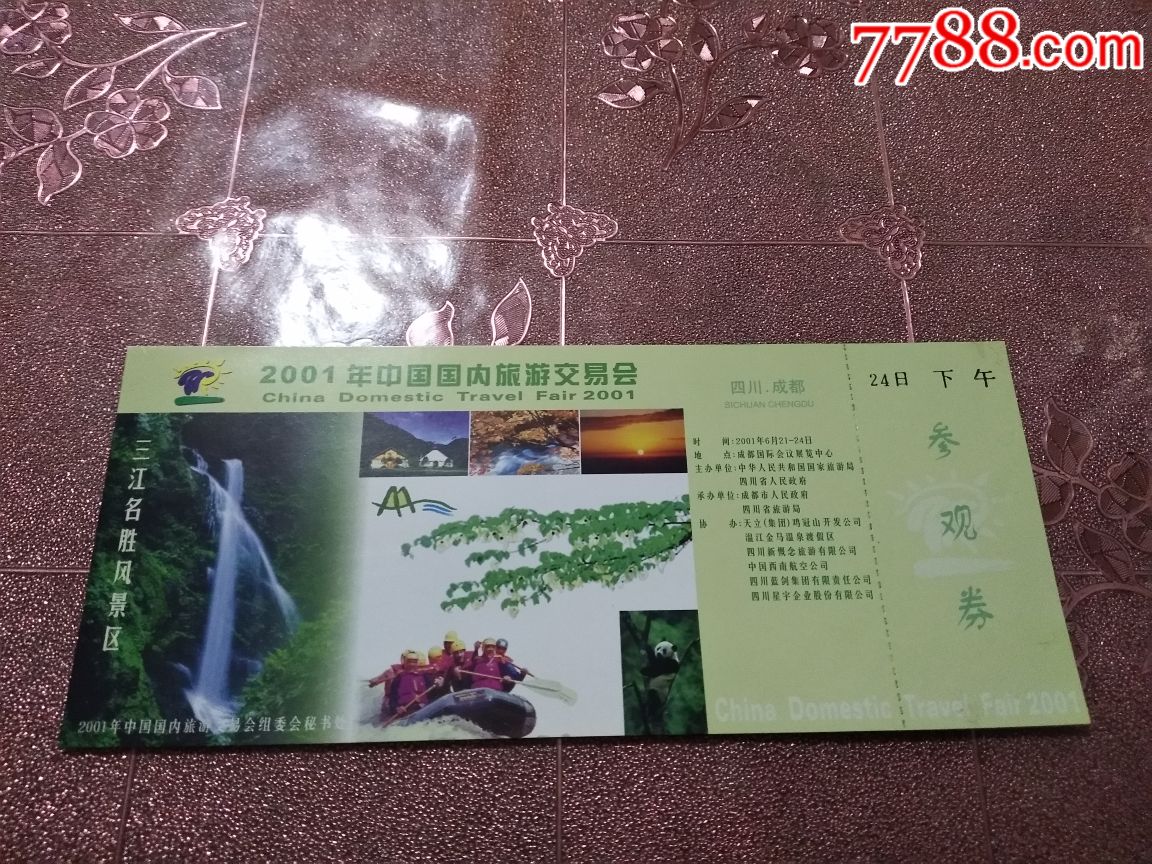 7788.com
2001年中国国内旅游交易会
China Domestic Travel Fair 2001
三江名胜风景区
2001年中国国内旅游交易会组委会秘书处
四川.成都
SICHUAN CHENGDU
时 间:2001年6月21-24日
地 点:成都国际会议展览中心
主办单位:中华人民共和国国家旅游局
四川省人民政府
承办单位:成都市人民政府
四川省旅游局
协 办:天立(集团)鸡冠山开发公司
温江金马温泉渡假区
四川新概念旅游有限公司
中国西南航空公司
四川蓝剑集团有限责任公司
四川星宇企业股份有限公司
24日 下午
参观券
China Domestic Travel Fair 2001